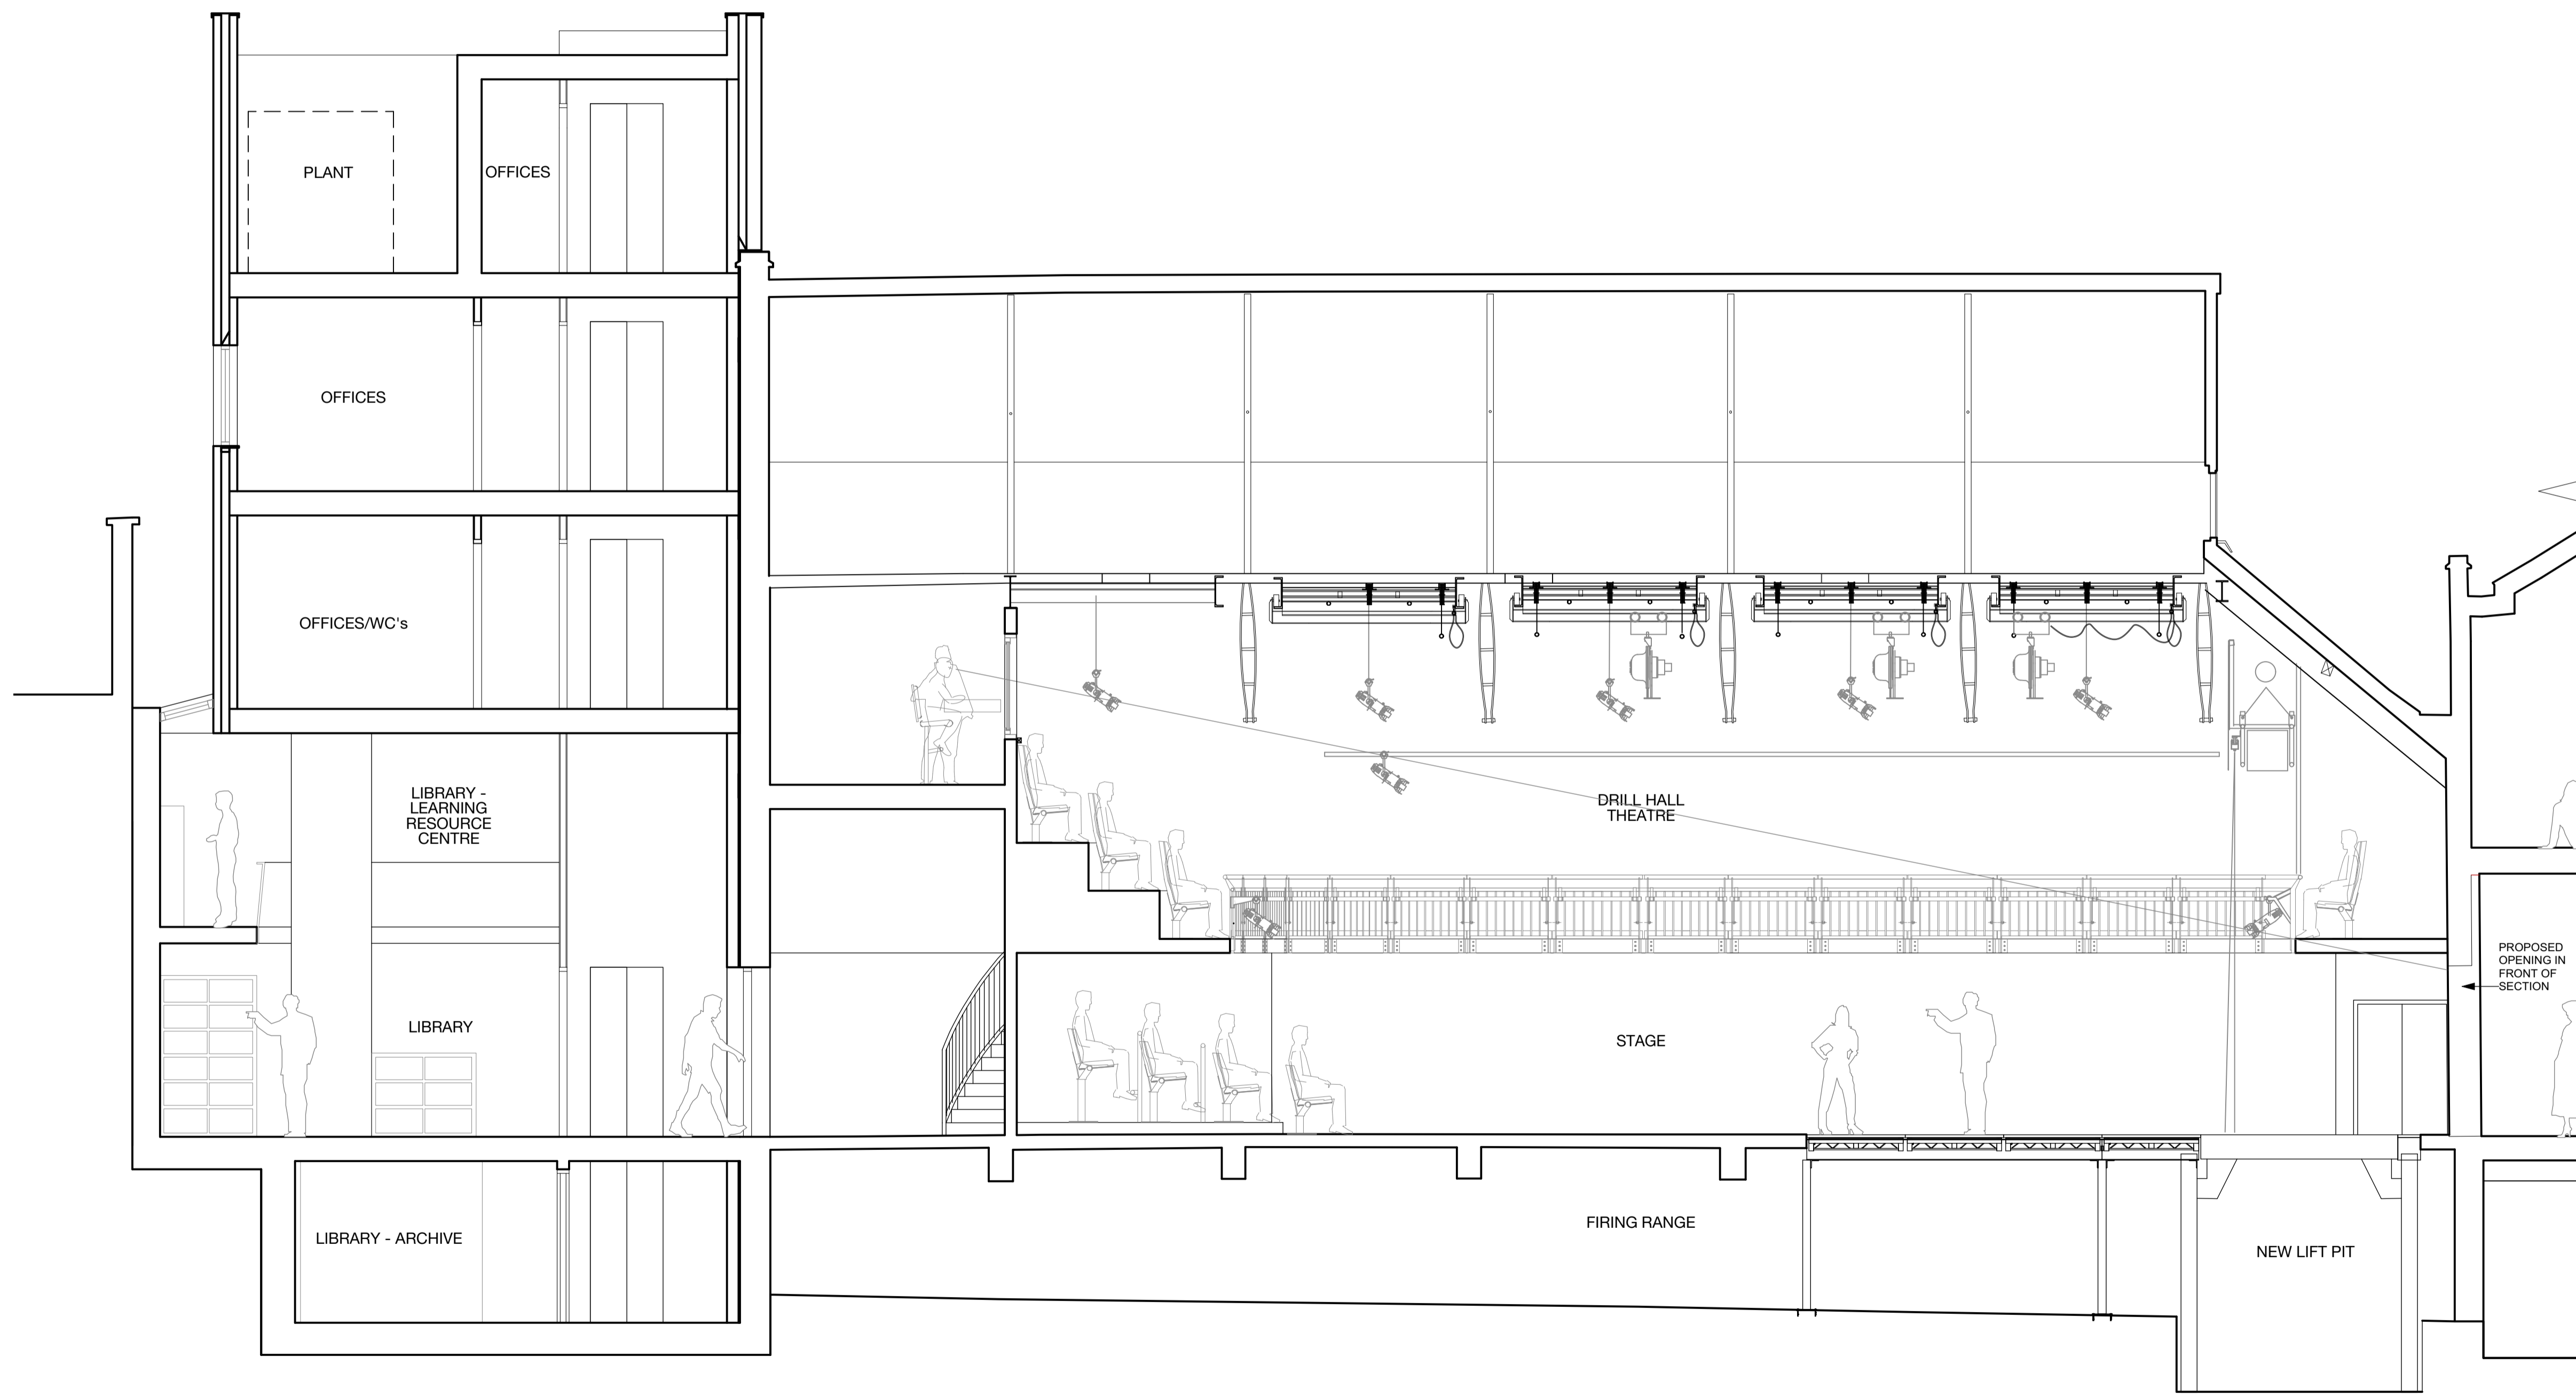 PLANT
OFFICES
OFFICES
OFFICES/WC's
LIBRARY -
LEARNING
RESOURCE
CENTRE
DRILL HALL
THEATRE
PROPOSED
OPENING IN
FRONT OF
SECTION
LIBRARY
STAGE
LIBRARY - ARCHIVE
FIRING RANGE
NEW LIFT PIT